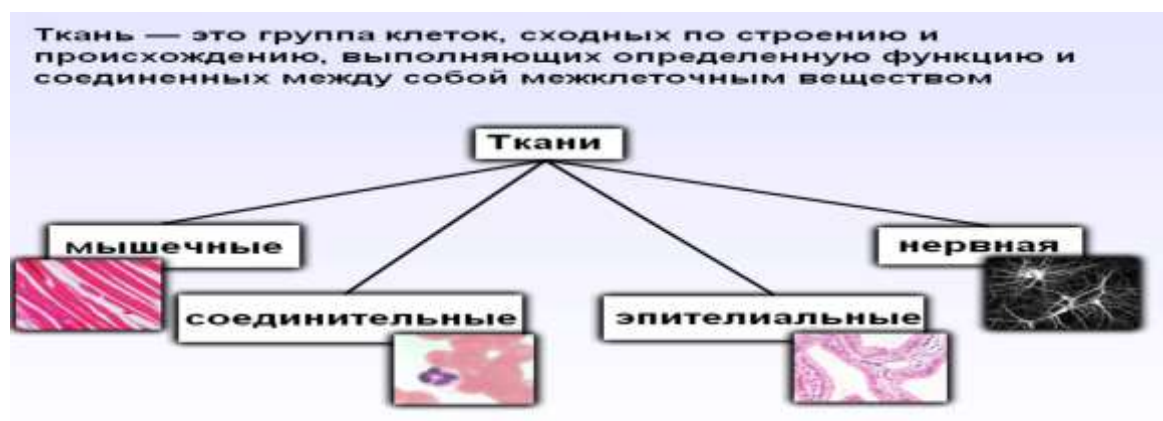 Ткань — это группа клеток, сходных по строению и
происхождению, выполняющих определенную функцию и
соединенных между собой межклеточным веществом
Ткани
мышечные
нервная
соединительные
эпителиальные